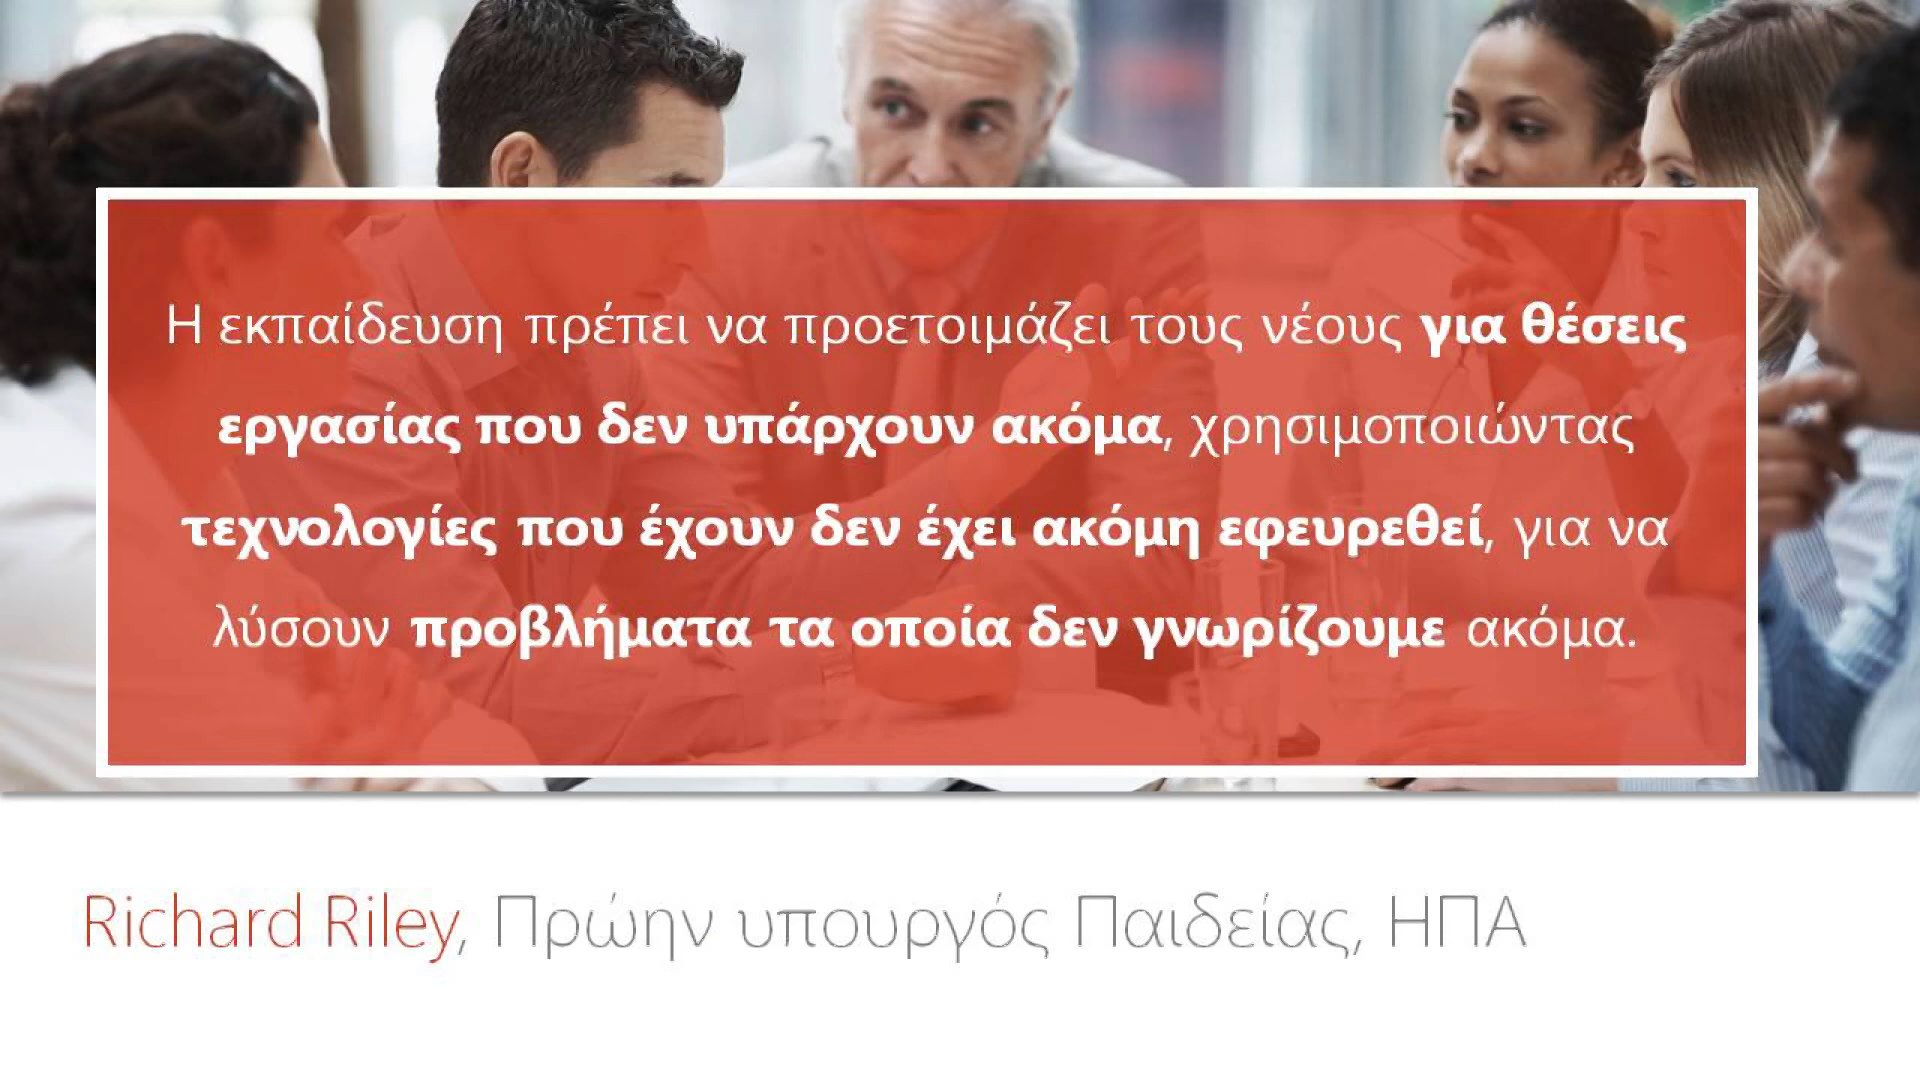 Η εκπαίδευση πρέπει να προετοιμάζει τους νέους για θέσεις
εργασίας που δεν υπάρχουν ακόμα, χρησιμοποιώντας
τεχνολογίες που έχουν δεν έχει ακόμη εφευρεθεί, για να
λύσουν προβλήματα τα οποία δεν γνωρίζουμε ακόμα.
Richard Riley, Πρώην υπουργός Παιδείας, ΗΠΑ